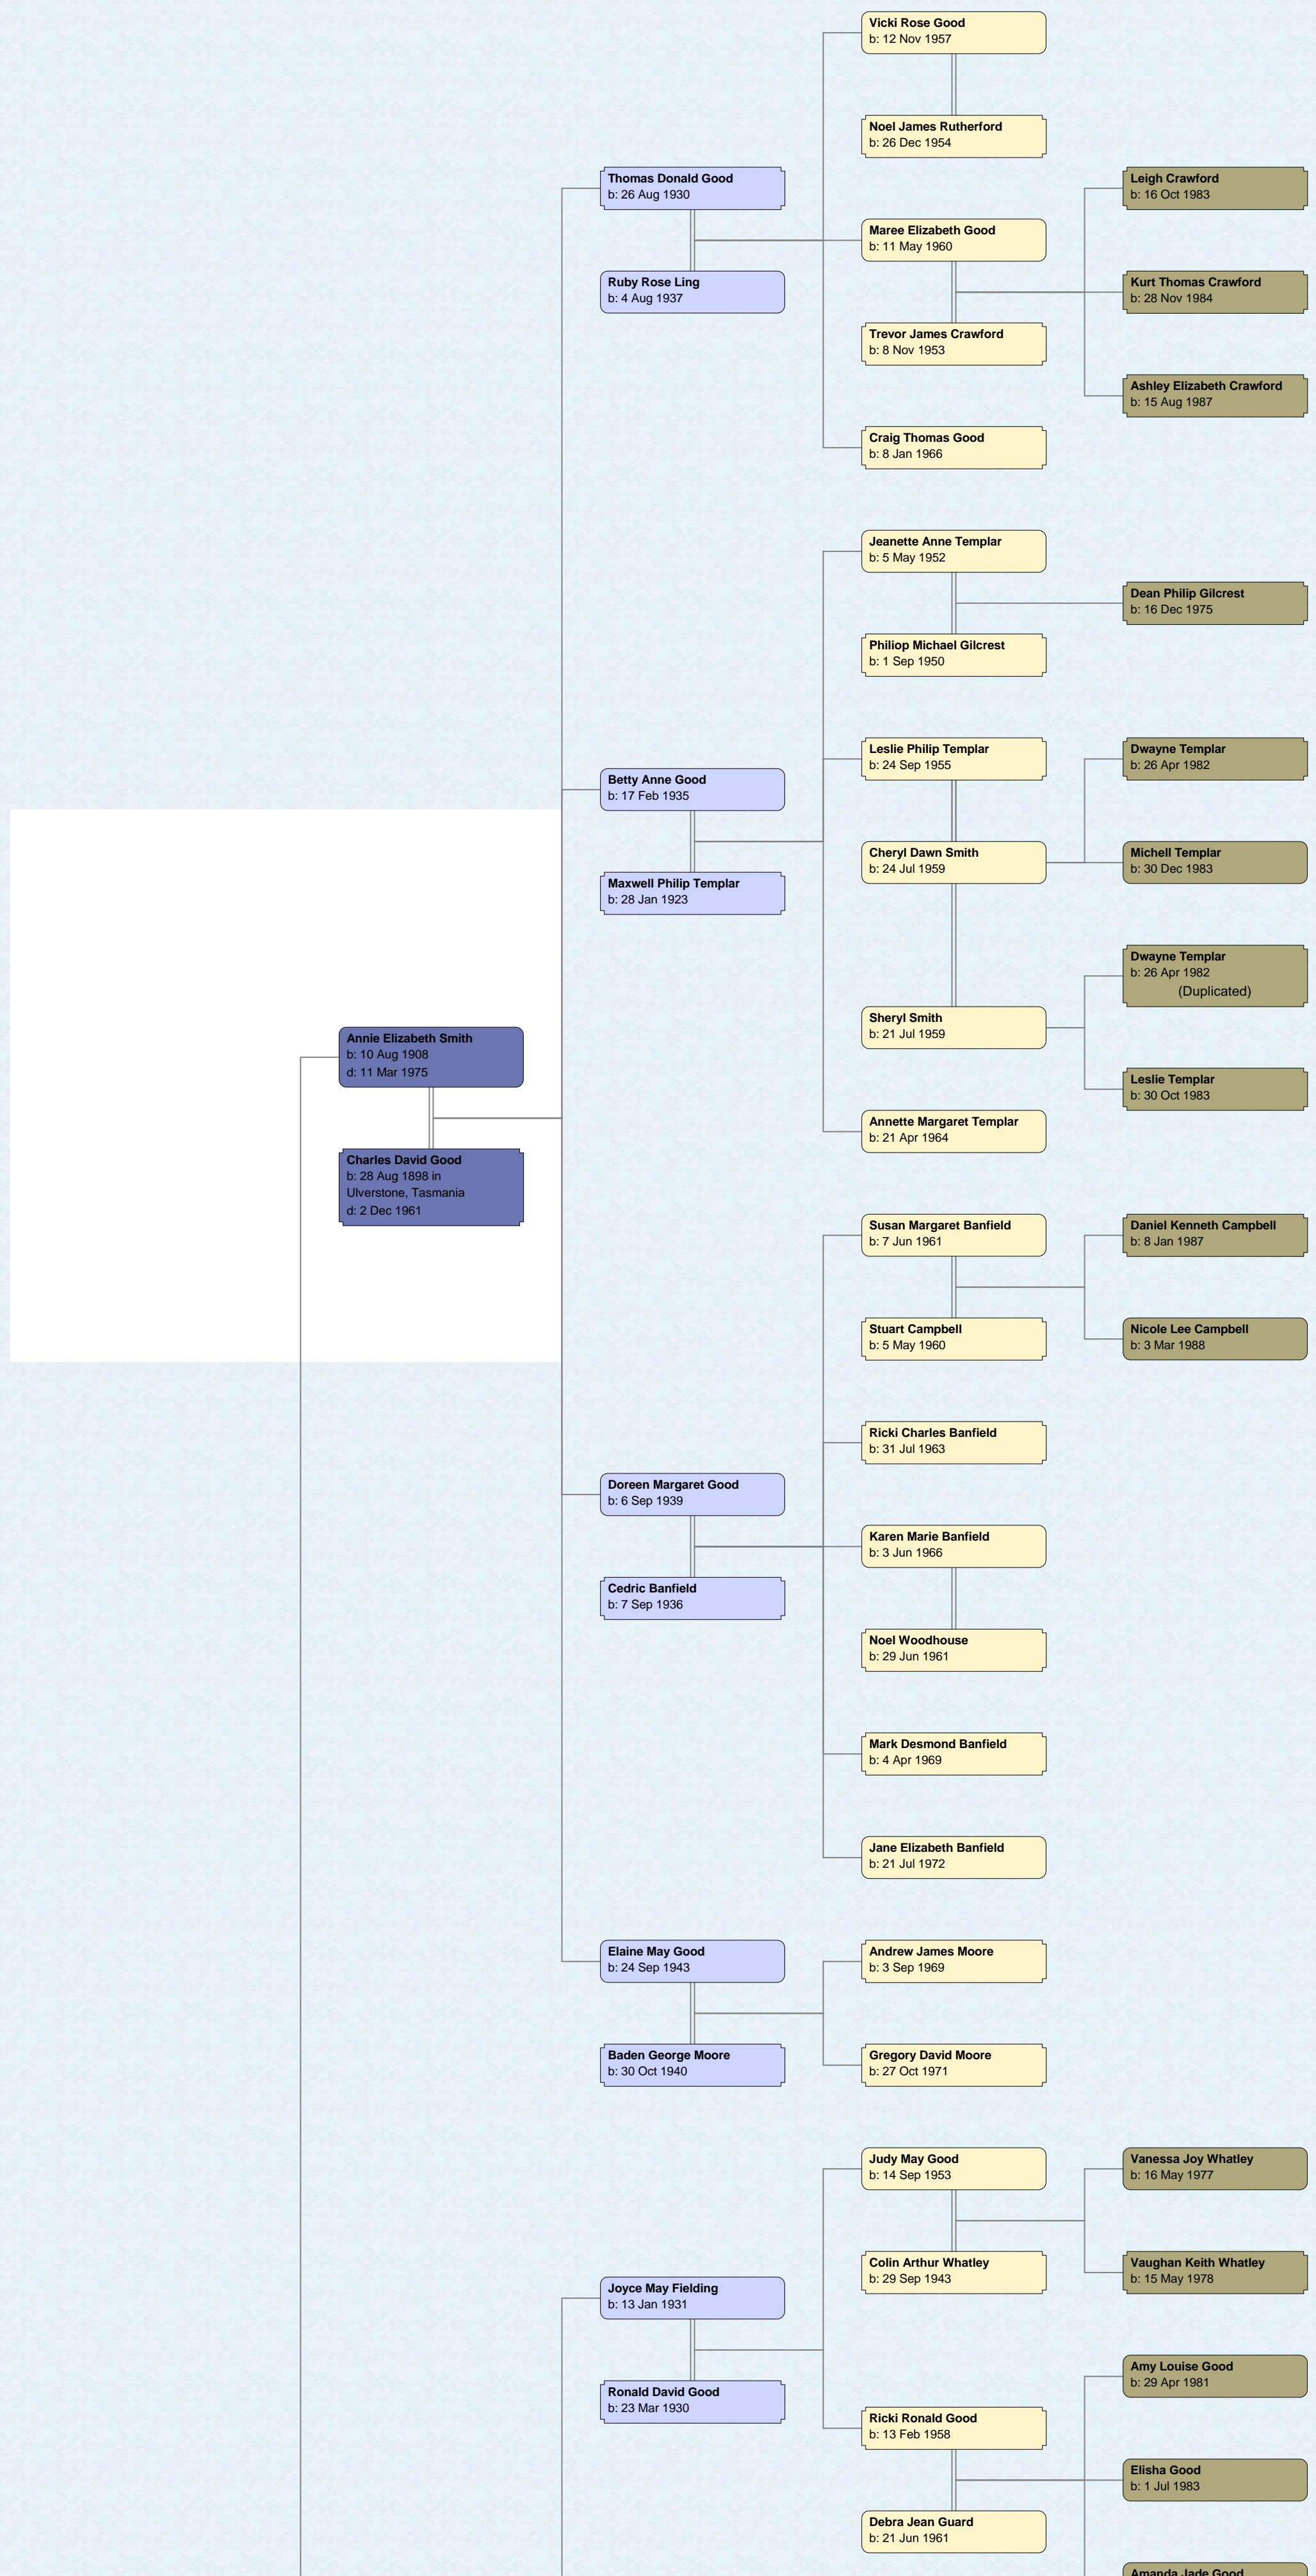 Vicki Rose Good
b: 12 Nov 1957
Noel James Rutherford
b: 26 Dec 1954
Thomas Donald Good
b: 26 Aug 1930
Leigh Crawford
b: 16 Oct 1983
Maree Elizabeth Good
b: 11 May 1960
Ruby Rose Ling
b: 4 Aug 1937
Kurt Thomas Crawford
b: 28 Nov 1984
Trevor James Crawford
b: 8 Nov 1953
Ashley Elizabeth Crawford
b: 15 Aug 1987
Craig Thomas Good
b: 8 Jan 1966
Jeanette Anne Templar
b: 5 May 1952
Dean Philip Gilcrest
b: 16 Dec 1975
Philiop Michael Gilcrest
b: 1 Sep 1950
Leslie Philip Templar
b: 24 Sep 1955
Dwayne Templar
b: 26 Apr 1982
Betty Anne Good
b: 17 Feb 1935
Cheryl Dawn Smith
b: 24 Jul 1959
Michell Templar
b: 30 Dec 1983
Maxwell Philip Templar
b: 28 Jan 1923
Dwayne Templar
b: 26 Apr 1982
(Duplicated)
Sheryl Smith
b: 21 Jul 1959
Annie Elizabeth Smith
b: 10 Aug 1908
d: 11 Mar 1975
Leslie Templar
b: 30 Oct 1983
Annette Margaret Templar
b: 21 Apr 1964
Charles David Good
b: 28 Aug 1898 in
Ulverstone, Tasmania
d: 2 Dec 1961
Susan Margaret Banfield
b: 7 Jun 1961
Daniel Kenneth Campbell
b: 8 Jan 1987
Stuart Campbell
b: 5 May 1960
Nicole Lee Campbell
b: 3 Mar 1988
Ricki Charles Banfield
b: 31 Jul 1963
Doreen Margaret Good
b: 6 Sep 1939
Karen Marie Banfield
b: 3 Jun 1966
Cedric Banfield
b: 7 Sep 1936
Noel Woodhouse
b: 29 Jun 1961
Mark Desmond Banfield
b: 4 Apr 1969
Jane Elizabeth Banfield
b: 21 Jul 1972
Elaine May Good
b: 24 Sep 1943
Andrew James Moore
b: 3 Sep 1969
Baden George Moore
b: 30 Oct 1940
Gregory David Moore
b: 27 Oct 1971
Judy May Good
b: 14 Sep 1953
Vanessa Joy Whatley
b: 16 May 1977
Colin Arthur Whatley
b: 29 Sep 1943
Vaughan Keith Whatley
b: 15 May 1978
Joyce May Fielding
b: 13 Jan 1931
Amy Louise Good
b: 29 Apr 1981
Ronald David Good
b: 23 Mar 1930
Ricki Ronald Good
b: 13 Feb 1958
Elisha Good
b: 1 Jul 1983
Debra Jean Guard
b: 21 Jun 1961
Amanda Jade Good